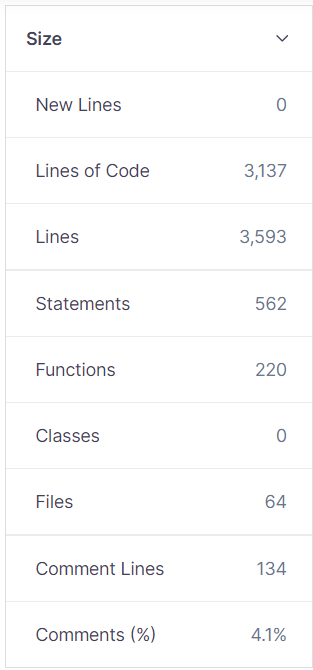 Size
New Lines 0
Lines of Code 3,137
Lines 3,593
Statements 562
Functions 220
Classes 0
Files 64
Comment Lines 134
Comments (%) 4.1%